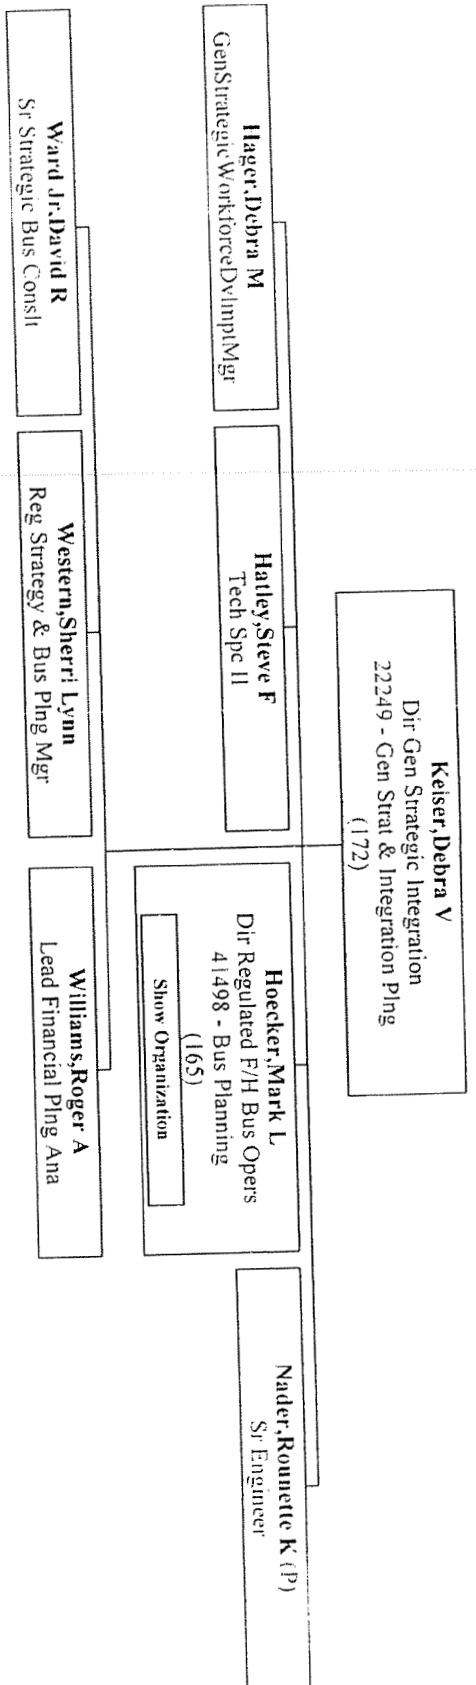 Keiser,Debra V
Dir Gen Strategic Integration
22249 - Gen Strat & Integration Plng
(172)
Hager,Debra M
GenStrategicWorkforceDvlmptMgr
Hatley,Steve F
Tech Spc II
Hoecker,Mark L
Dir Regulated F/H Bus Opers
41498 - Bus Planning
(165)
Show Organization
Nader,Rounette K (P)
Sr Engineer
Ward Jr,David R
Sr Strategic Bus Conslt
Western,Sherri Lynn
Reg Strategy & Bus Plng Mgr
Williams,Roger A
Lead Financial Plng Ana